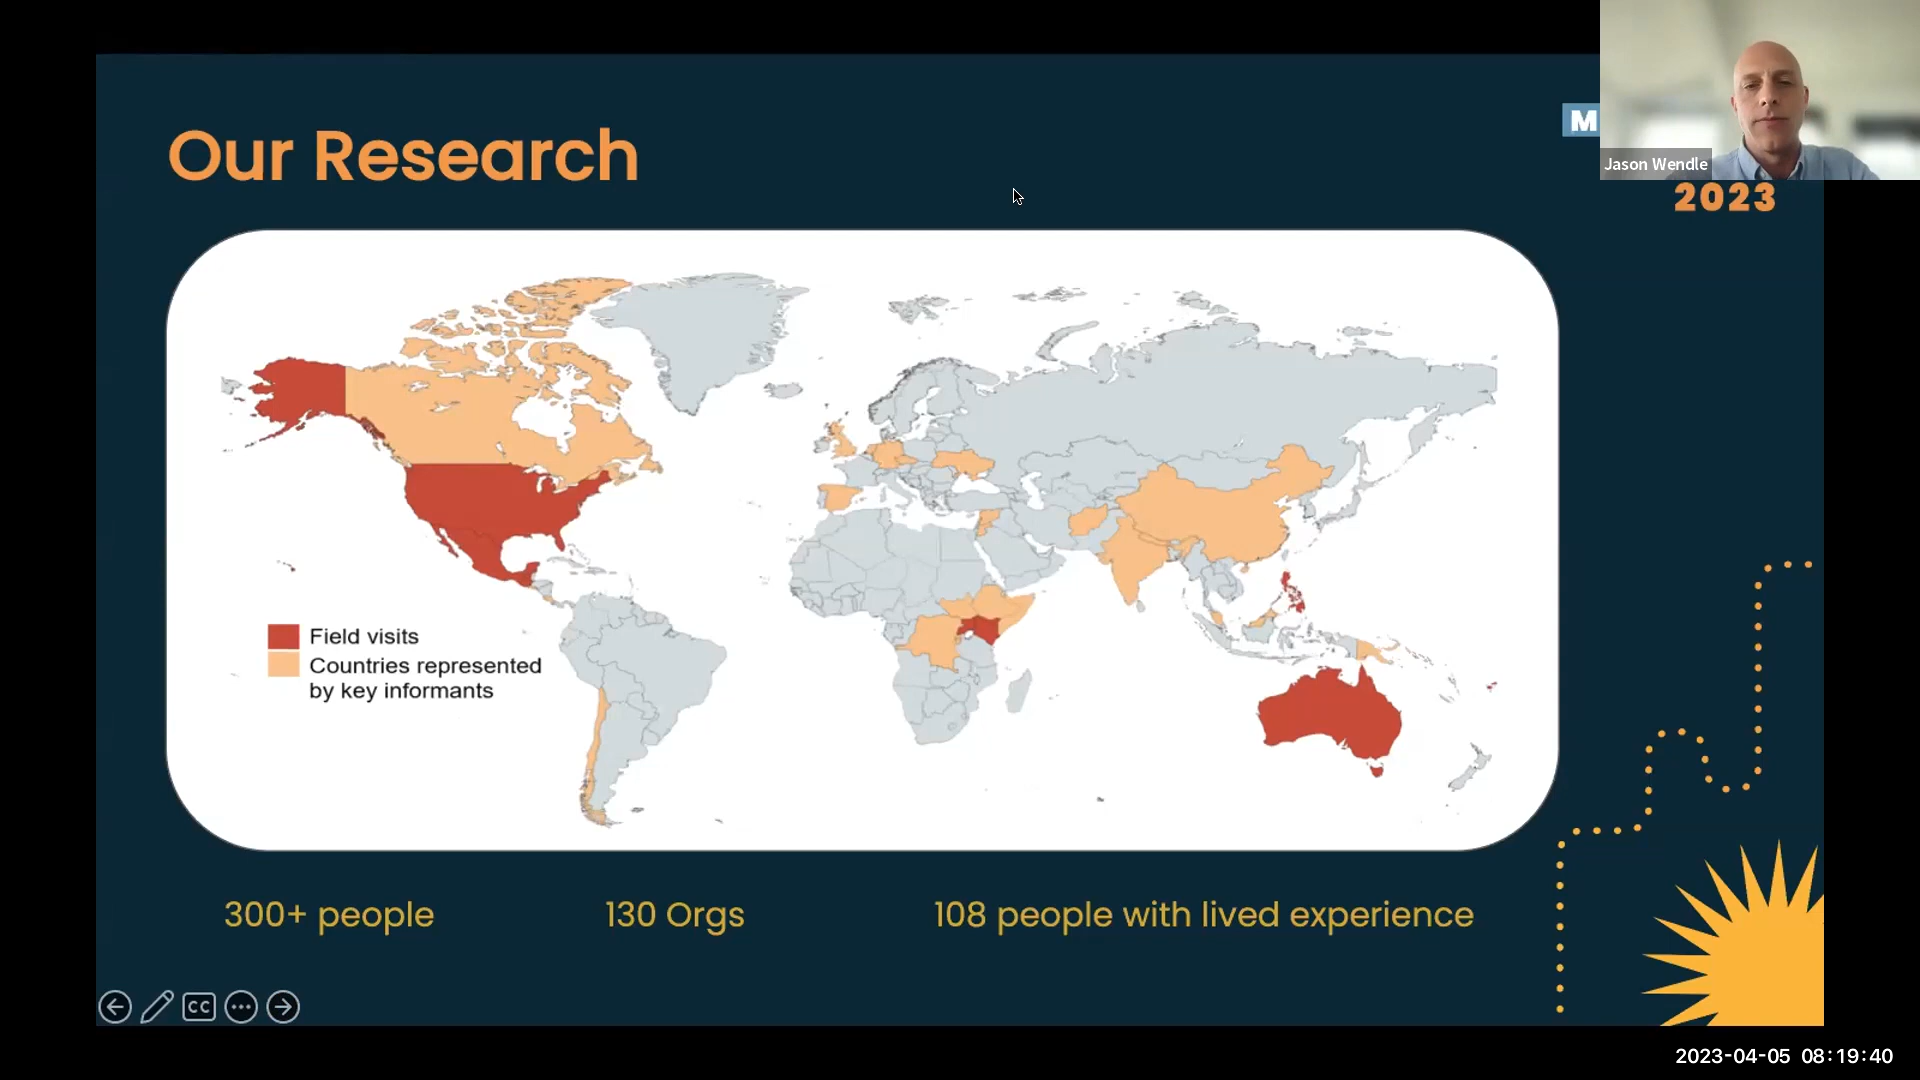 Our Research
M
Jason Wendle
2023
Field visits
Countries represented
by key informants
300+ people
130 Orgs
108 people with lived experience
CC
2023-04-05 08:19:40